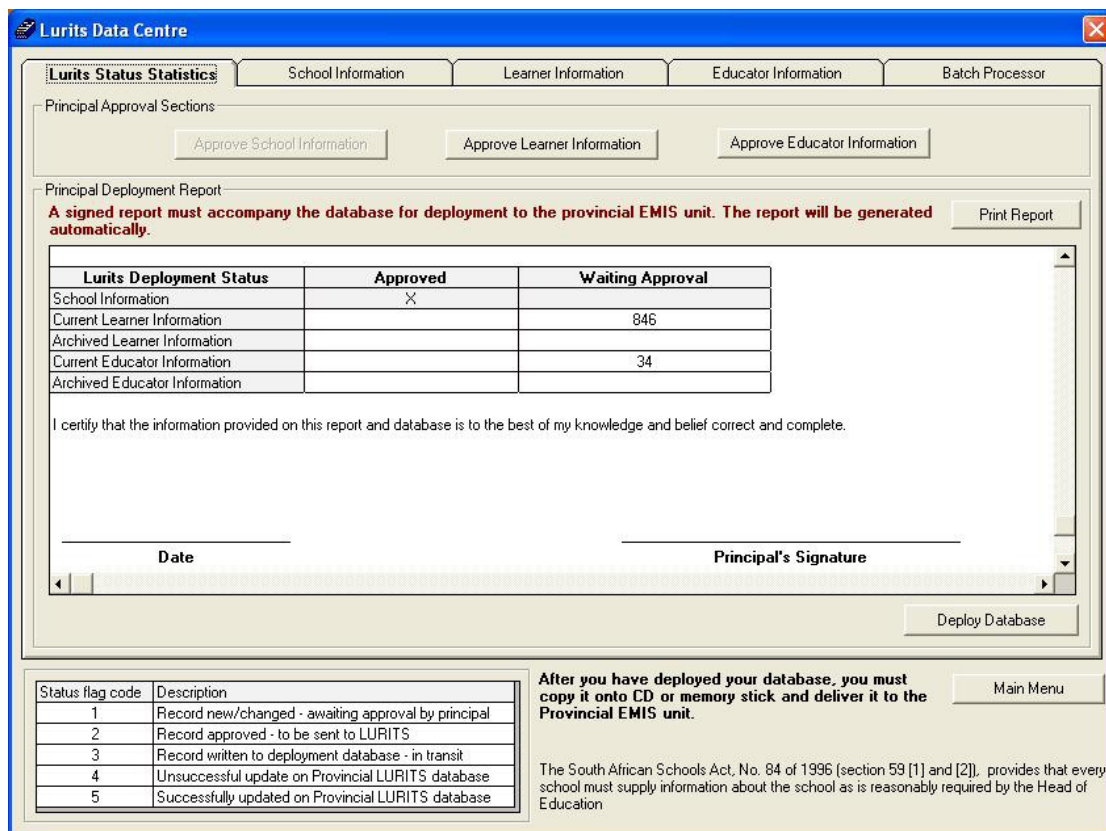 Lurits Data Centre
Lurits Status Statistics School Information Learner Information Educator Information Batch Processor
Principal Approval Sections
Approve School Information Approve Learner Information Approve Educator Information
Principal Deployment Report
A signed report must accompany the database for deployment to the provincial EMIS unit. The report will be generated
automatically.
Print Report
Lurits Deployment Status Approved Waiting Approval
School Information X
Current Learner Information 846
Archived Learner Information
Current Educator Information 34
Archived Educator Information
I certify that the information provided on this report and database is to the best of my knowledge and belief correct and complete.
Date Principal's Signature
Deploy Database
Status flag code Description
1 Record new/changed - awaiting approval by principal
2 Record approved - to be sent to LURITS
3 Record written to deployment database - in transit
4 Unsuccessful update on Provincial LURITS database
5 Successfully updated on Provincial LURITS database
After you have deployed your database, you must
copy it onto CD or memory stick and deliver it to the
Provincial EMIS unit.
Main Menu
The South African Schools Act, No. 84 of 1996 (section 59 [1] and [2]), provides that every
school must supply information about the school as is reasonably required by the Head of
Education